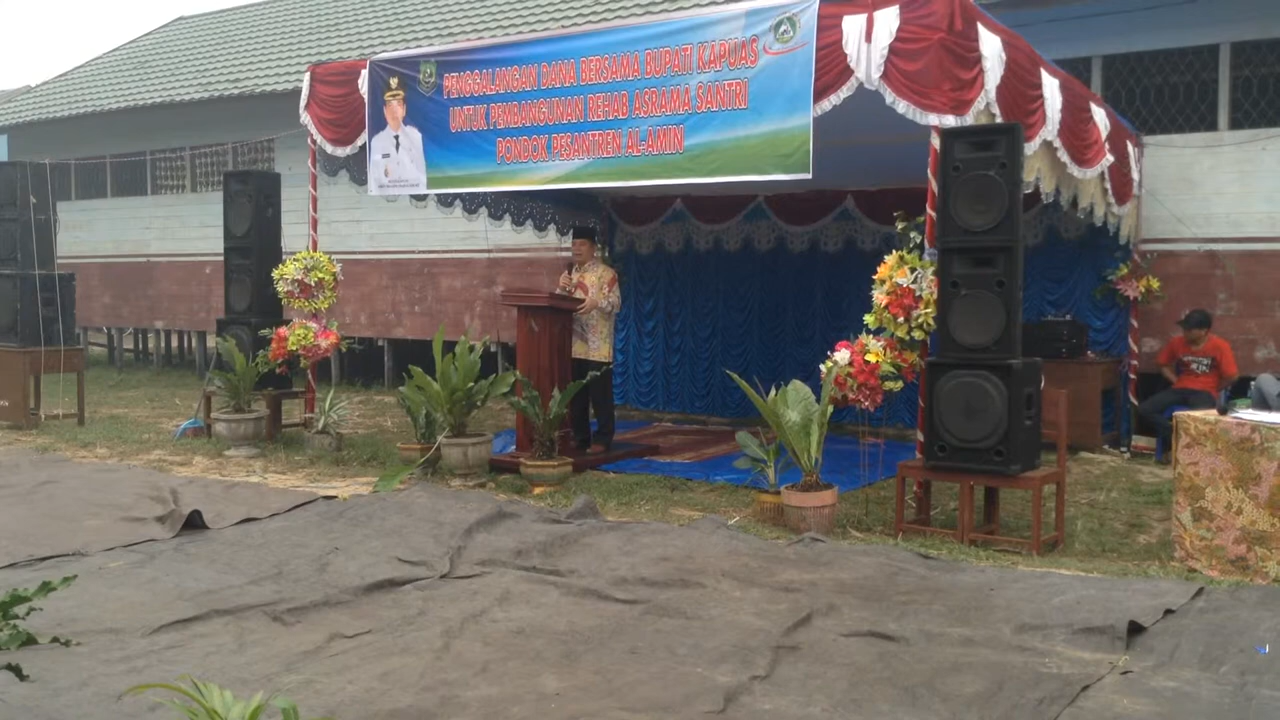 PENGGALANGAN DANA BERSAMA BUPATI KAPUAS
UNTUK PEMBANGUNAN REHAB ASRAMA SANTRI
PONDOK PESANTREN AL-AMIN